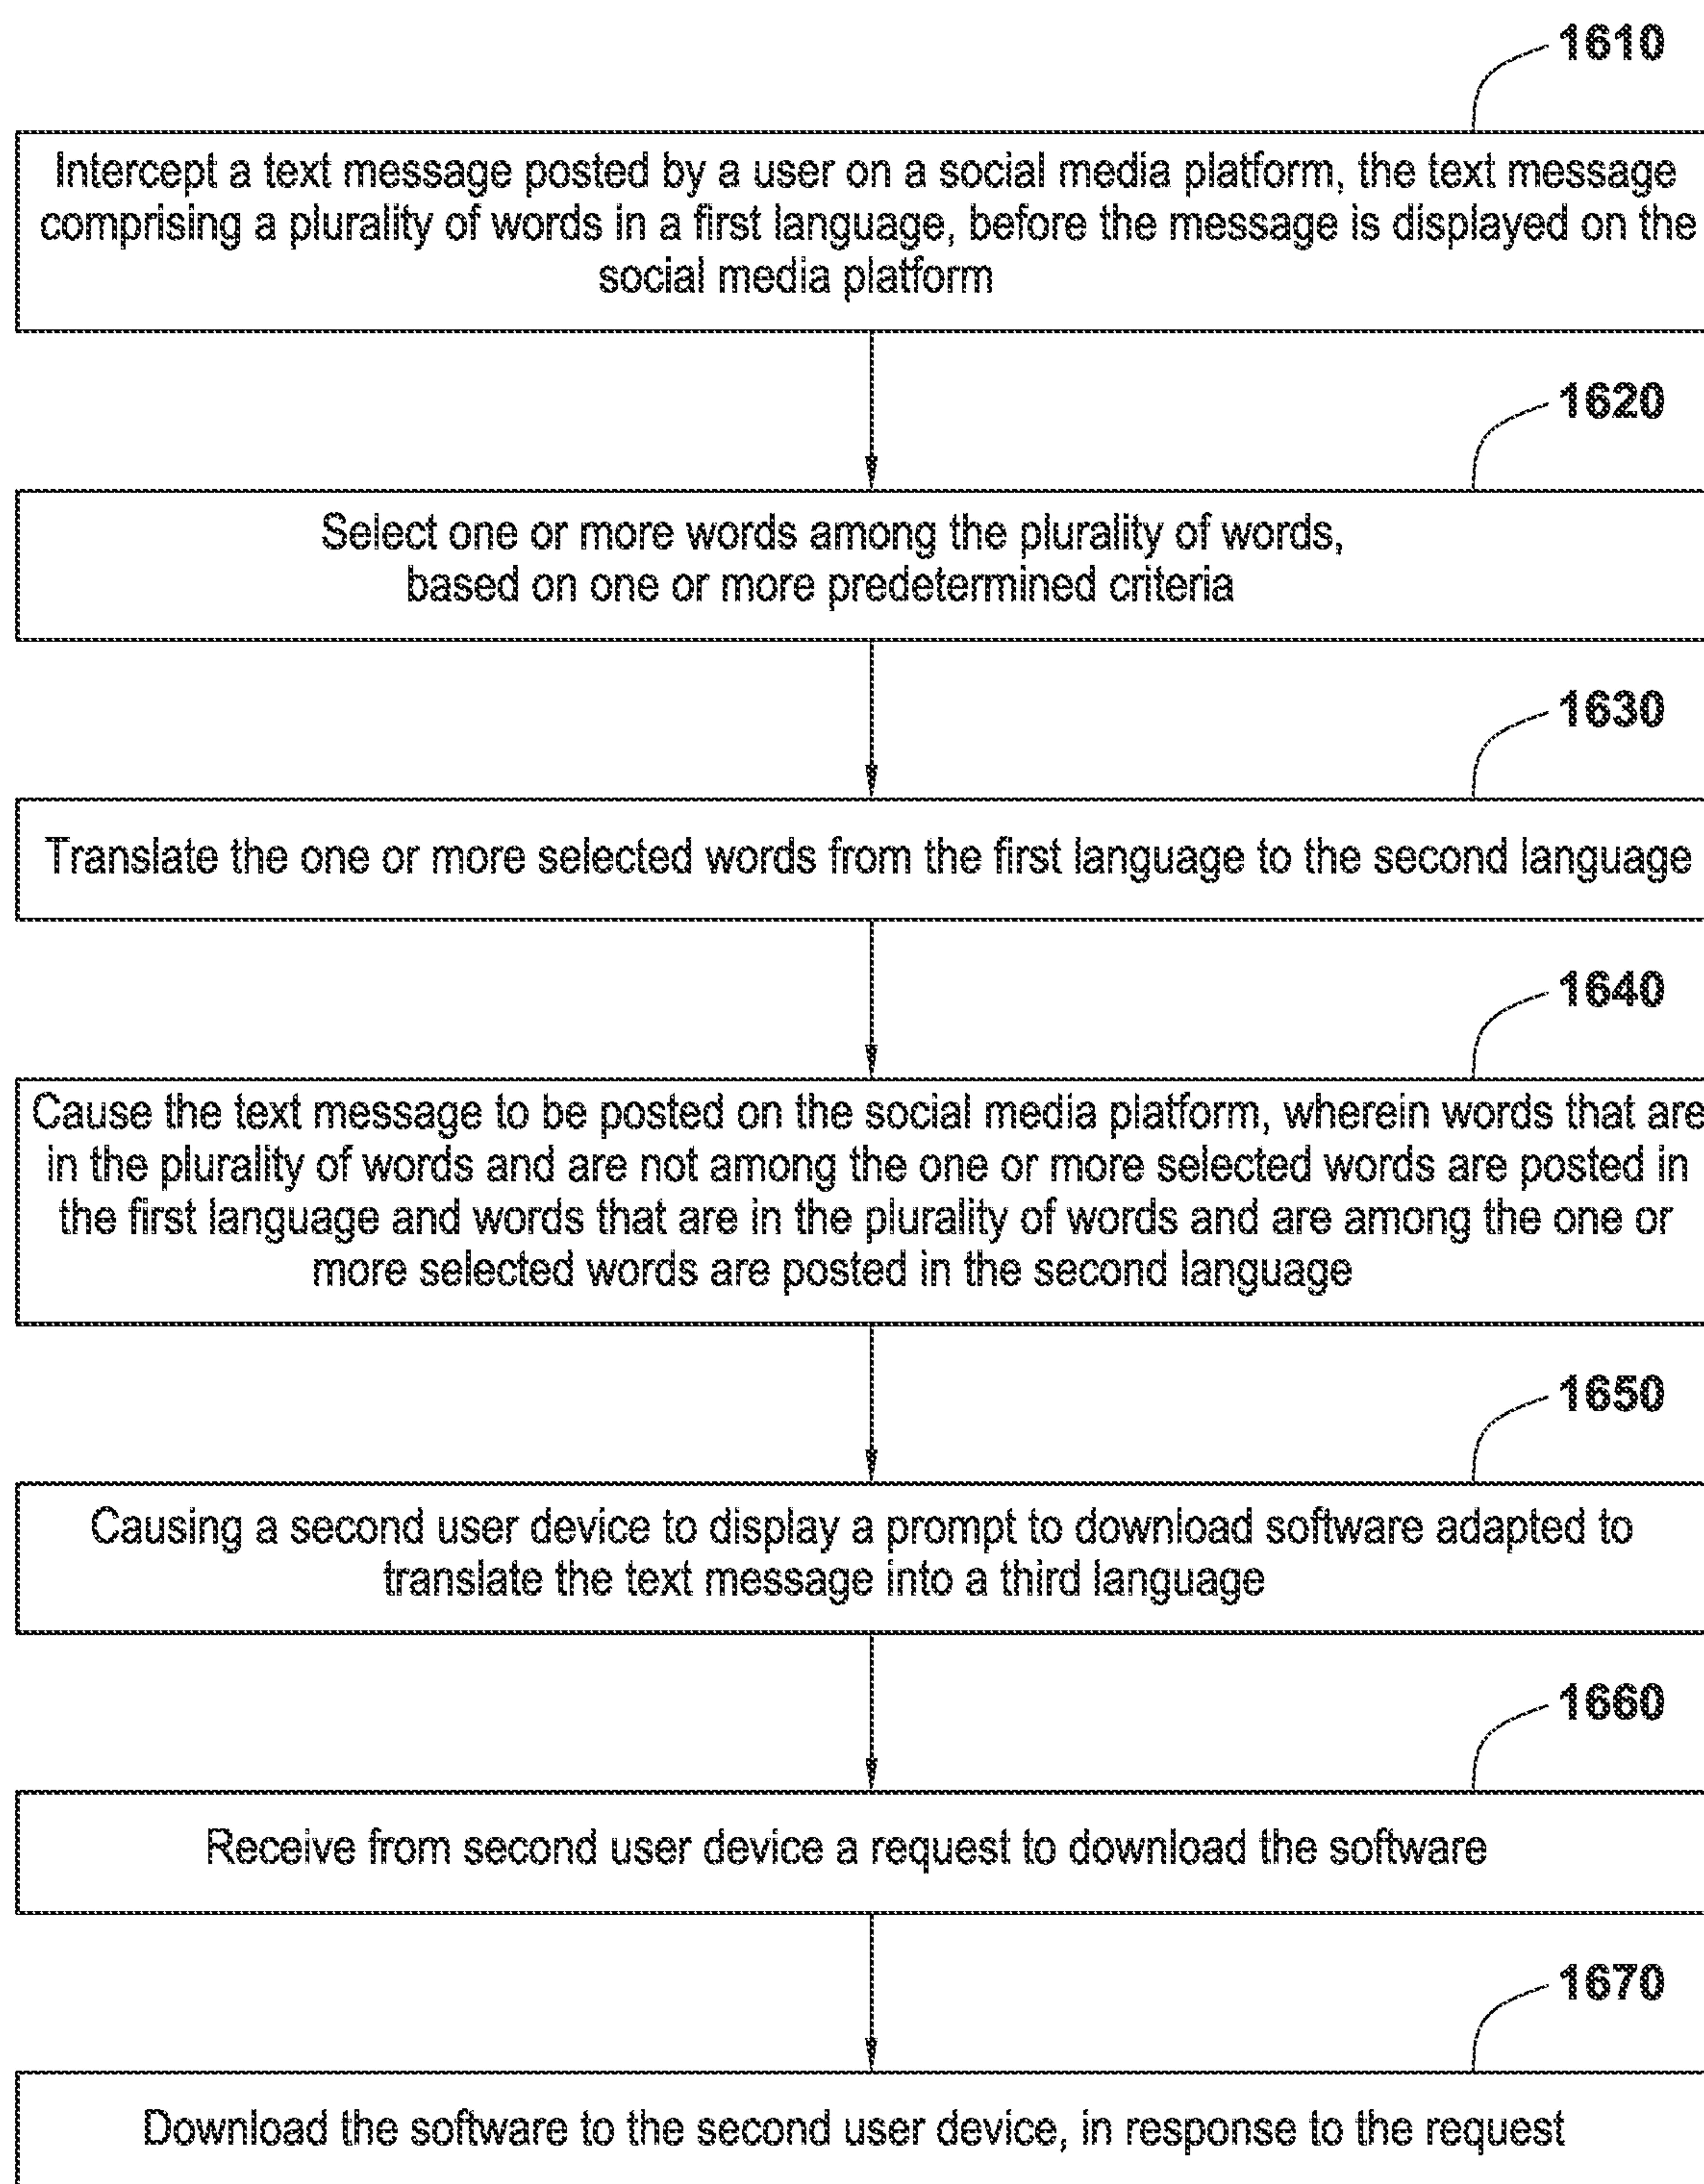 1610
Intercept a text message posted by a user on a social media platform, the text message
comprising a plurality of words in a first language, before the message is displayed on the
social media platform
1620
Select one or more words among the plurality of words,
based on one or more predetermined criteria
1630
Translate the one or more selected words from the first language to the second language
1640
Cause the text message to be posted on the social media platform, wherein words that are
in the plurality of words and are not among the one or more selected words are posted in
the first language and words that are in the plurality of words and are among the one or
more selected words are posted in the second language
1650
Causing a second user device to display a prompt to download software adapted to
translate the text message into a third language
1660
Receive from second user device a request to download the software
1670
Download the software to the second user device, in response to the request